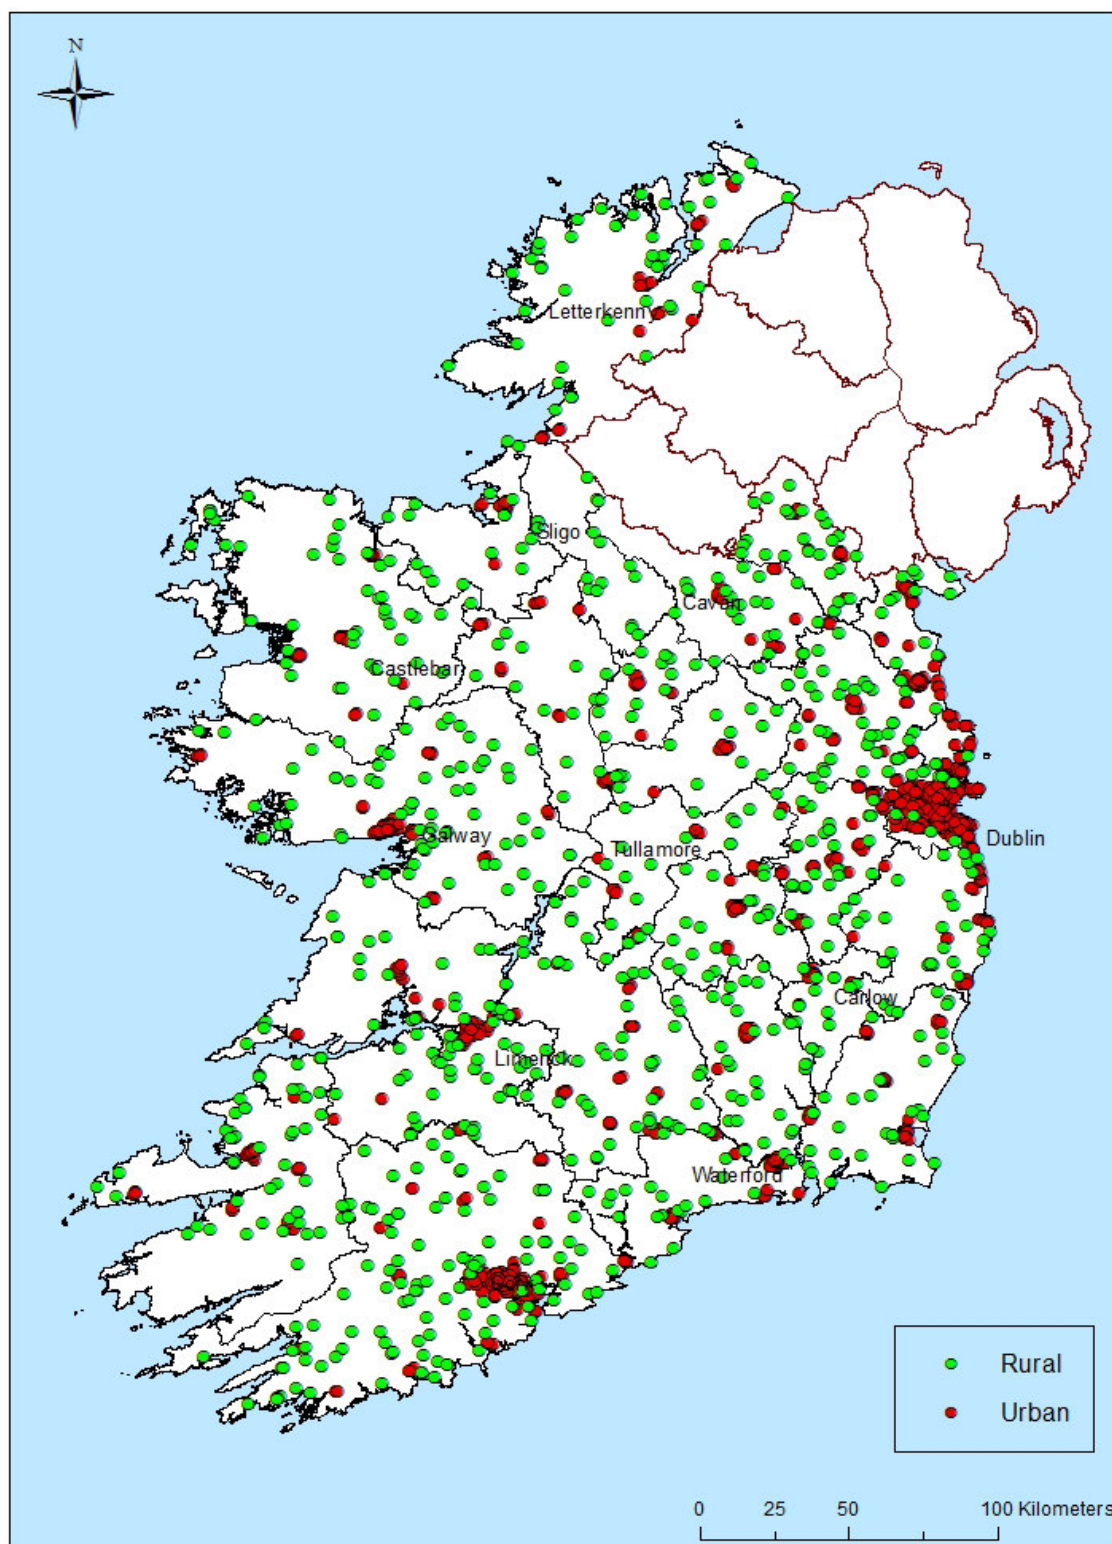 N
Letterkenny
Sligo
Cavan
Castlebar
Galway
Tullamore
Dublin
Carlow
Limerick
Waterford
Rural
Urban
0 25 50 100 Kilometers